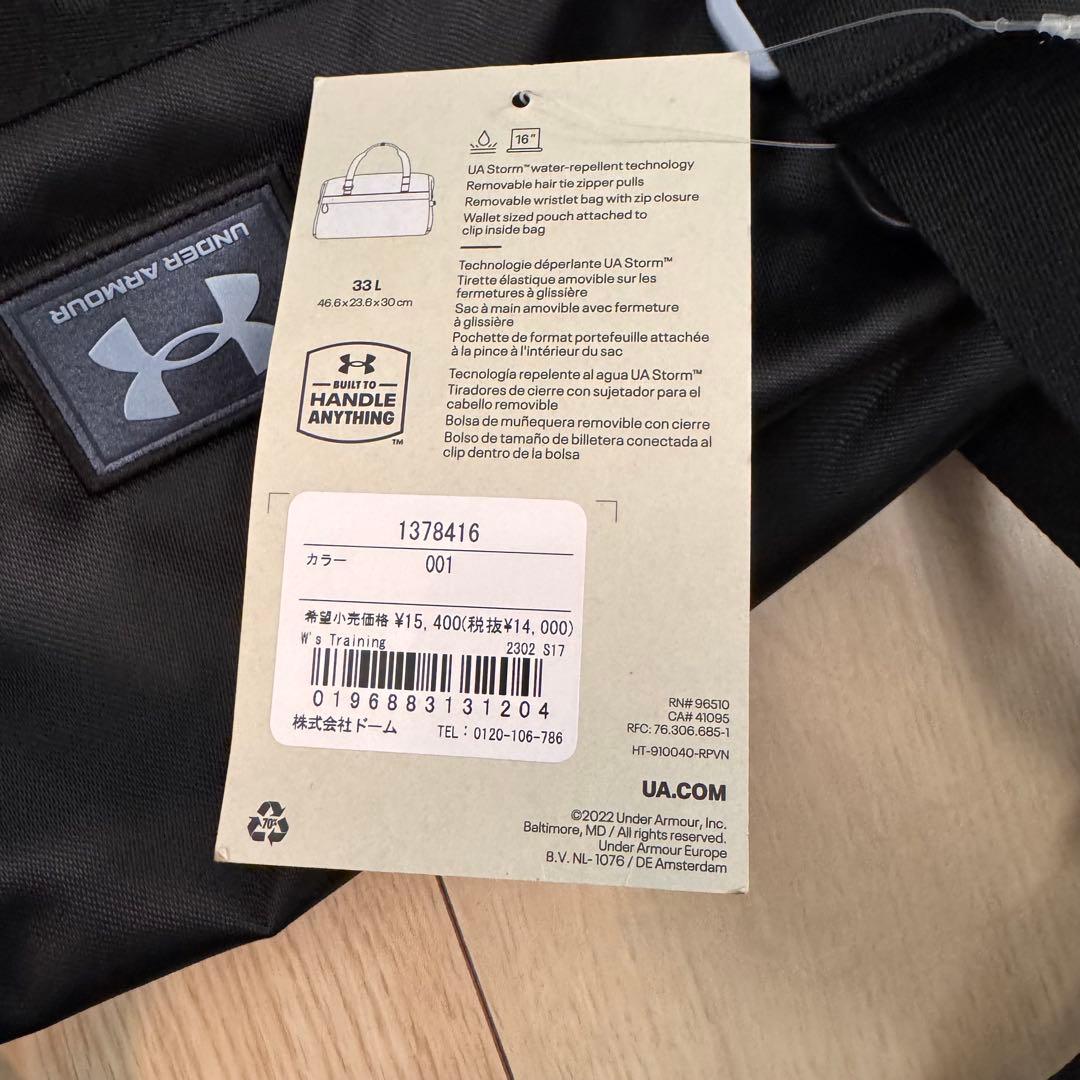 UNDER ARMOUR
16"
UA Storm™ water-repellent technology
Removable hair tie zipper pulls
Removable wristlet bag with zip closure
Wallet sized pouch attached to
clip inside bag
Technologie déperlante UA Storm™
Tirette élastique amovible sur les
fermetures à glissière
Sac à main amovible avec fermeture
à glissière
Pochette de format portefeuille attachée
à la pince à l'intérieur du sac
Tecnología repelente al agua UA Storm™
Tiradores de cierre con sujetador para el
cabello removible
Bolsa de muñequera removible con cierre
Bolso de tamaño de billetera conectada al
clip dentro de la bolsa
33 L
46.6 x 23.6 x 30 cm
BUILT TO
HANDLE
ANYTHING
™
1378416
カラー 001
希望小売価格 ¥15,400(税抜¥14,000)
W's Training 2302 S17
0196883131204
株式会社ドーム TEL：0120-106-786
RN# 96510
CA# 41095
RFC: 76.306.685-1
HT-910040-RPVN
UA.COM
©2022 Under Armour, Inc.
Baltimore, MD / All rights reserved.
Under Armour Europe
B.V. NL- 1076 / DE Amsterdam
70%